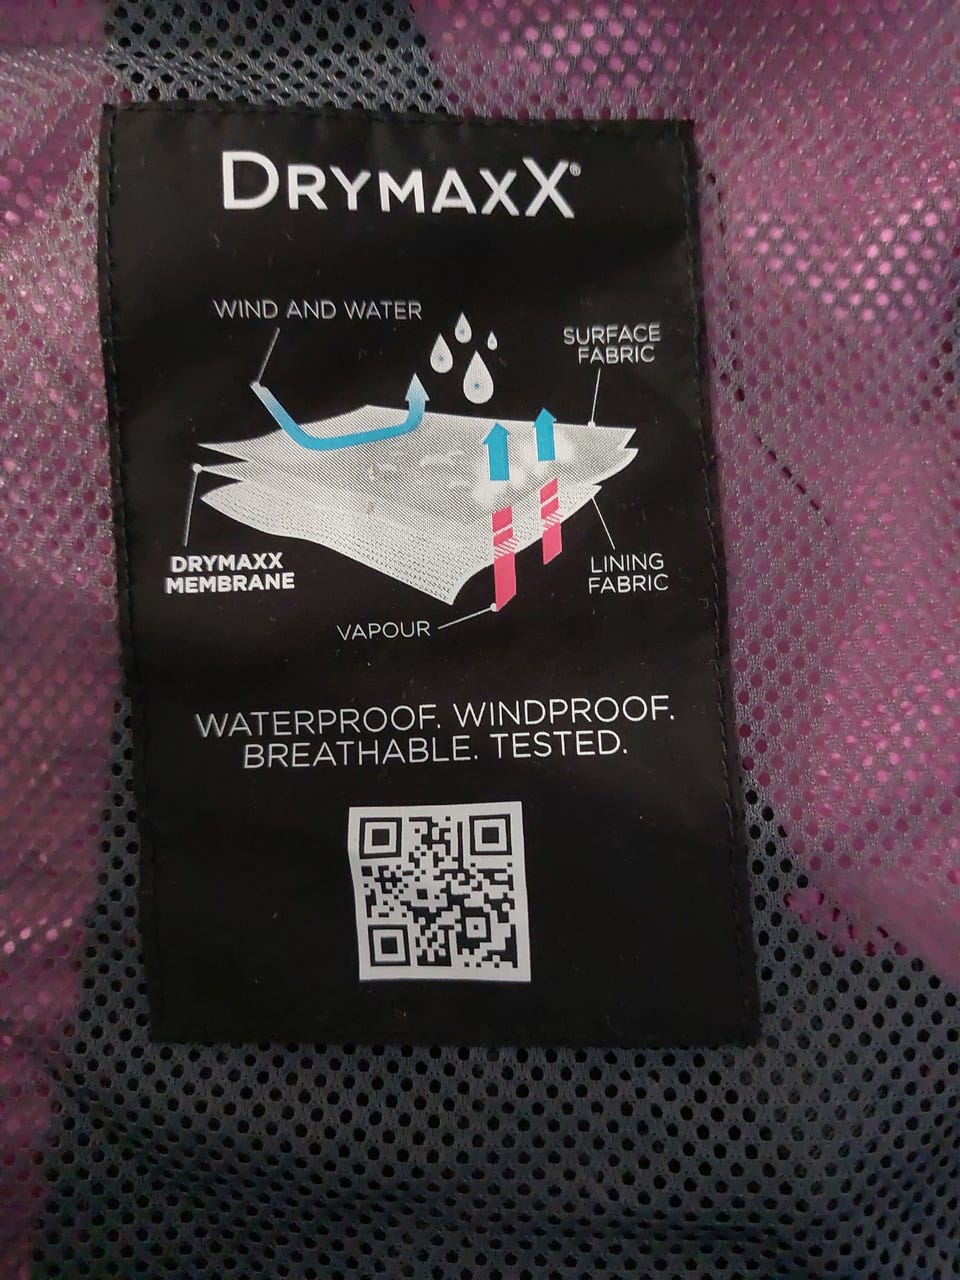 DRYMAXX®
WIND AND WATER
SURFACE
FABRIC
DRYMAXX
MEMBRANE
LINING
FABRIC
VAPOUR
WATERPROOF. WINDPROOF.
BREATHABLE. TESTED.